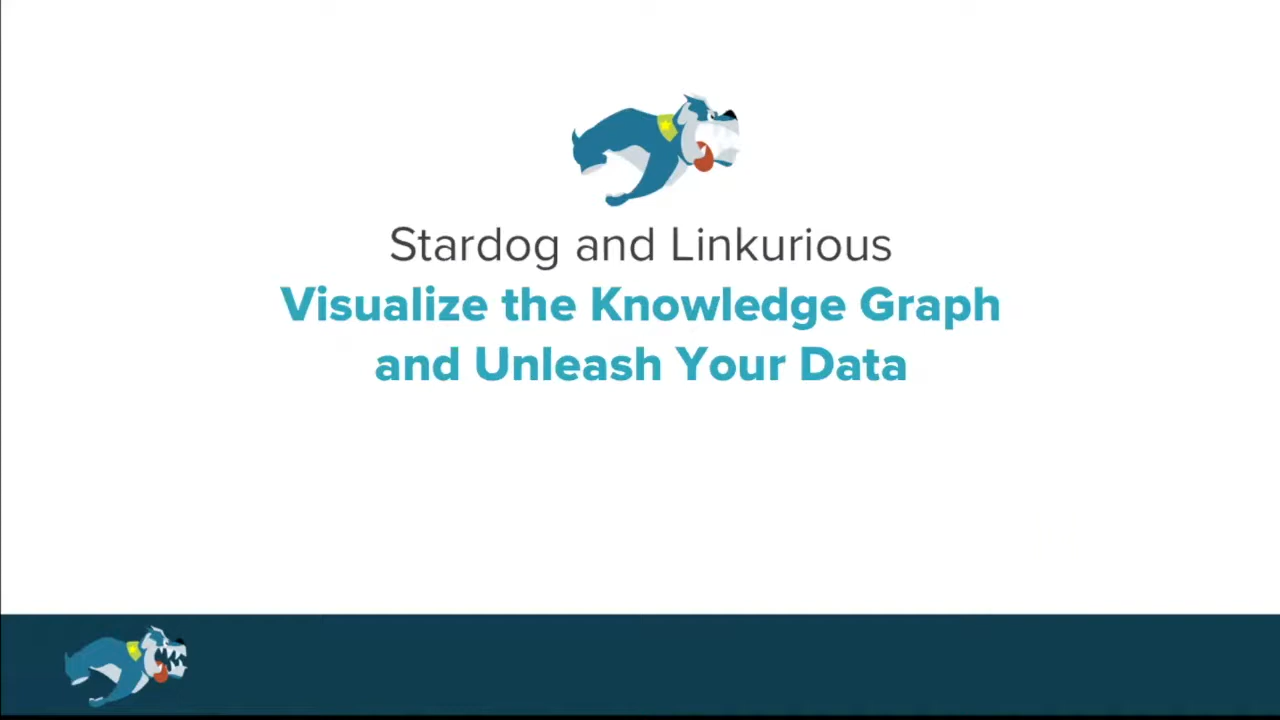 Stardog and Linkurious
Visualize the Knowledge Graph
and Unleash Your Data